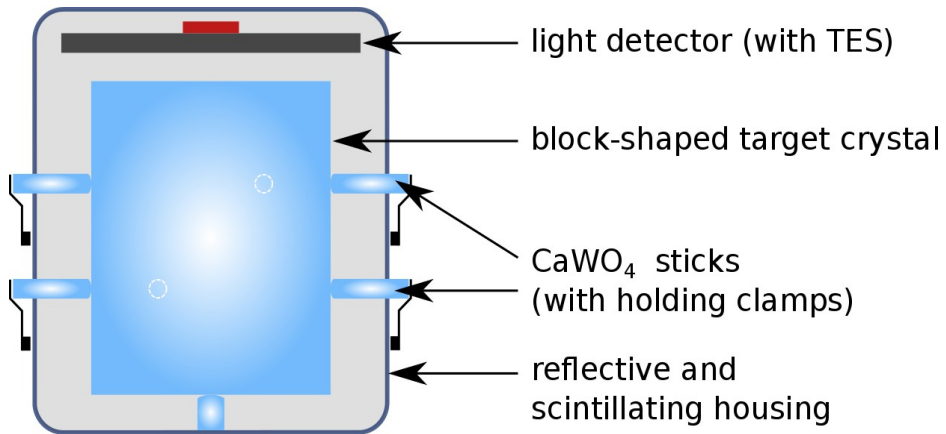 light detector (with TES)
block-shaped target crystal
CaWO₄ sticks
(with holding clamps)
reflective and
scintillating housing